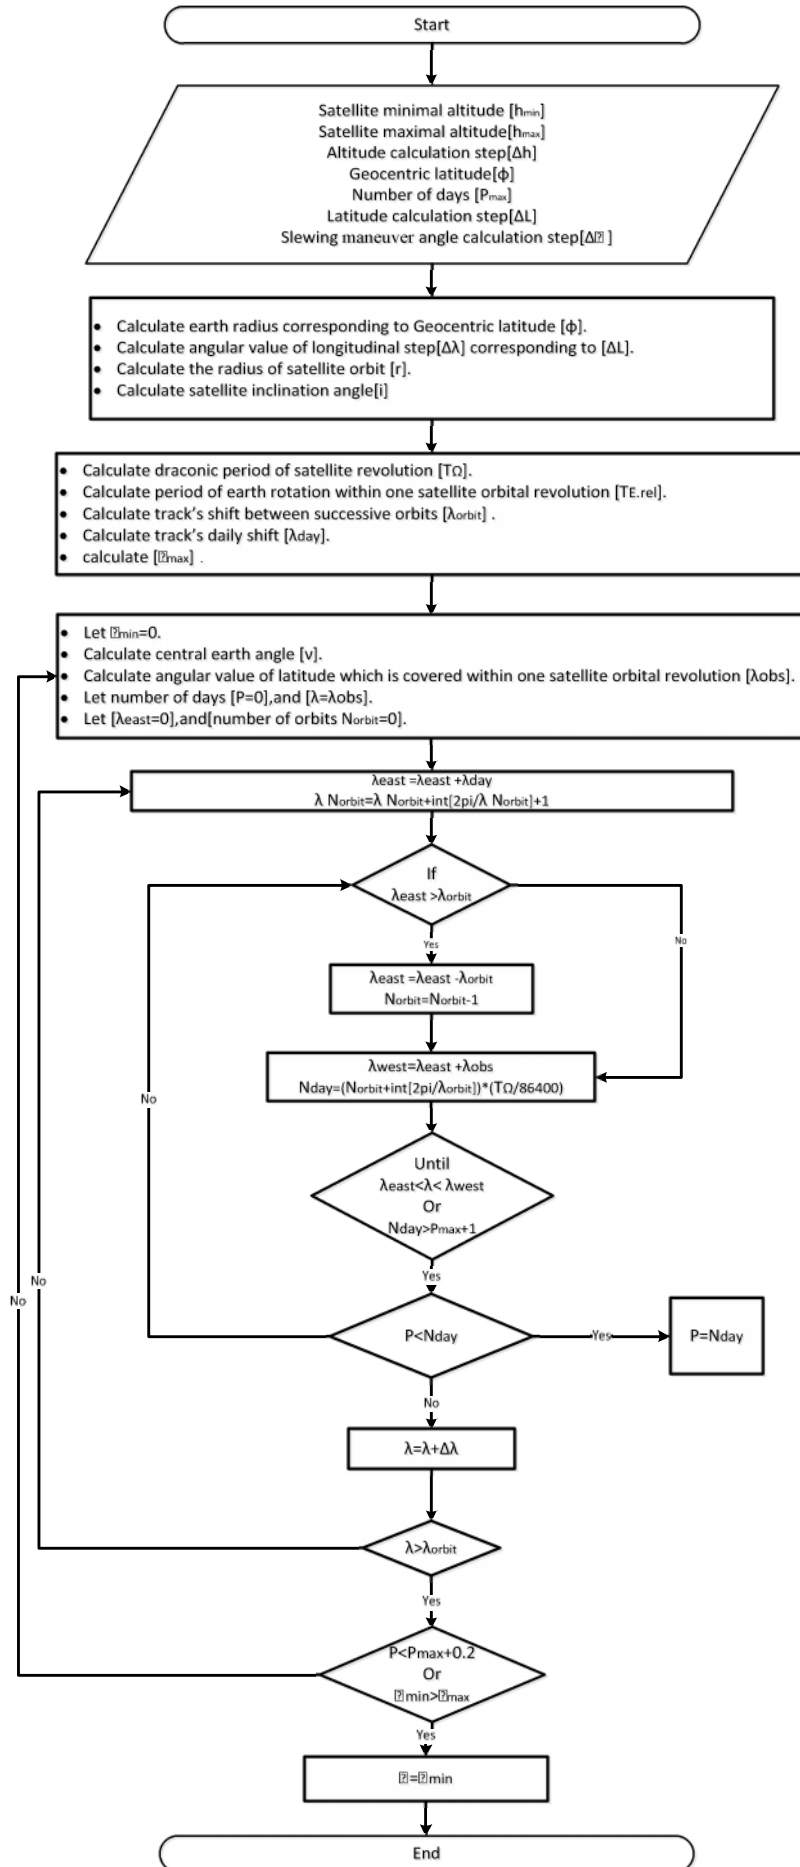 Start
Satellite minimal altitude [hmin]
Satellite maximal altitude[hmax]
Altitude calculation step[Δh]
Geocentric latitude[ϕ]
Number of days [Pmax]
Latitude calculation step[ΔL]
Slewing maneuver angle calculation step[Δ⍰ ]
• Calculate earth radius corresponding to Geocentric latitude [ϕ].
• Calculate angular value of longitudinal step[Δλ] corresponding to [ΔL].
• Calculate the radius of satellite orbit [r].
• Calculate satellite inclination angle[i]
• Calculate draconic period of satellite revolution [TΩ].
• Calculate period of earth rotation within one satellite orbital revolution [TE.rel].
• Calculate track's shift between successive orbits [λorbit] .
• Calculate track's daily shift [λday].
• calculate [⍰max] .
• Let ⍰min=0.
• Calculate central earth angle [v].
• Calculate angular value of latitude which is covered within one satellite orbital revolution [λobs].
• Let number of days [P=0],and [λ=λobs].
• Let [λeast=0],and[number of orbits Norbit=0].
λeast =λeast +λday
λ Norbit=λ Norbit+int[2pi/λ Norbit]+1
If
λeast >λorbit
Yes
No
λeast =λeast -λorbit
Norbit=Norbit-1
λwest=λeast +λobs
Nday=(Norbit+int[2pi/λorbit])*(TΩ/86400)
No
Until
λeast<λ< λwest
Or
Nday>Pmax+1
Yes
No
No
P<Nday
Yes
P=Nday
No
λ=λ+Δλ
λ>λorbit
Yes
P<Pmax+0.2
Or
⍰min>⍰max
Yes
⍰=⍰min
End